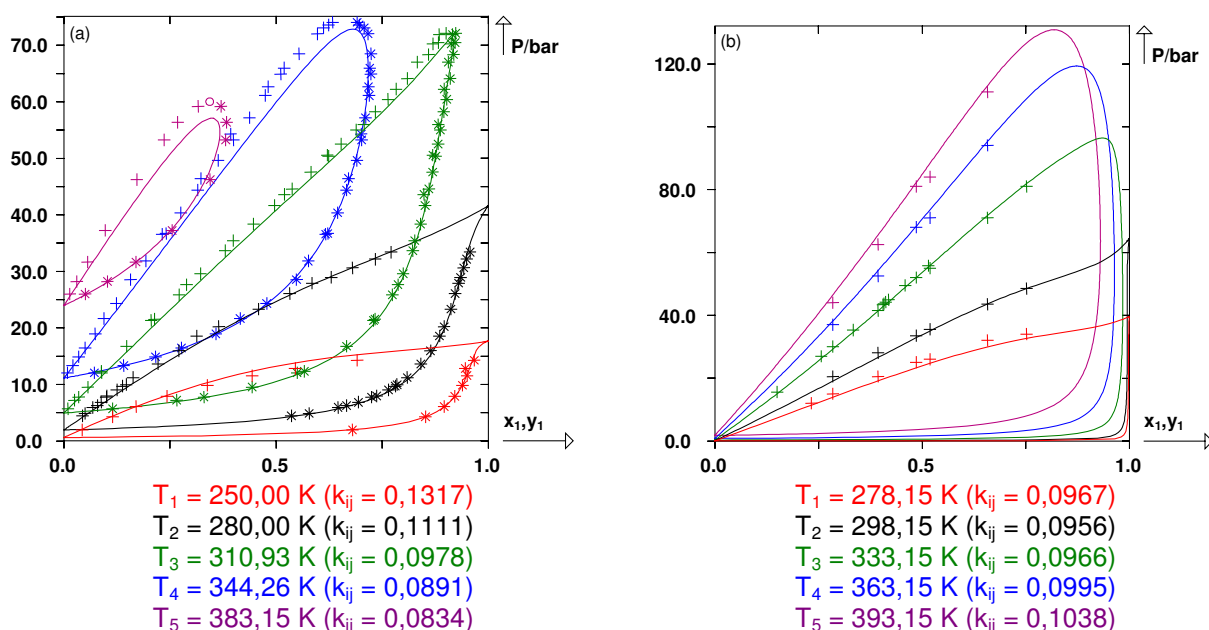 (a)
P/bar
70.0
60.0
50.0
40.0
30.0
20.0
10.0
0.0
x1,y1
0.0 0.5 1.0
T1 = 250,00 K (kij = 0,1317)
T2 = 280,00 K (kij = 0,1111)
T3 = 310,93 K (kij = 0,0978)
T4 = 344,26 K (kij = 0,0891)
T5 = 383,15 K (kij = 0,0834)
(b)
P/bar
120.0
80.0
40.0
0.0
x1,y1
0.0 0.5 1.0
T1 = 278,15 K (kij = 0,0967)
T2 = 298,15 K (kij = 0,0956)
T3 = 333,15 K (kij = 0,0966)
T4 = 363,15 K (kij = 0,0995)
T5 = 393,15 K (kij = 0,1038)